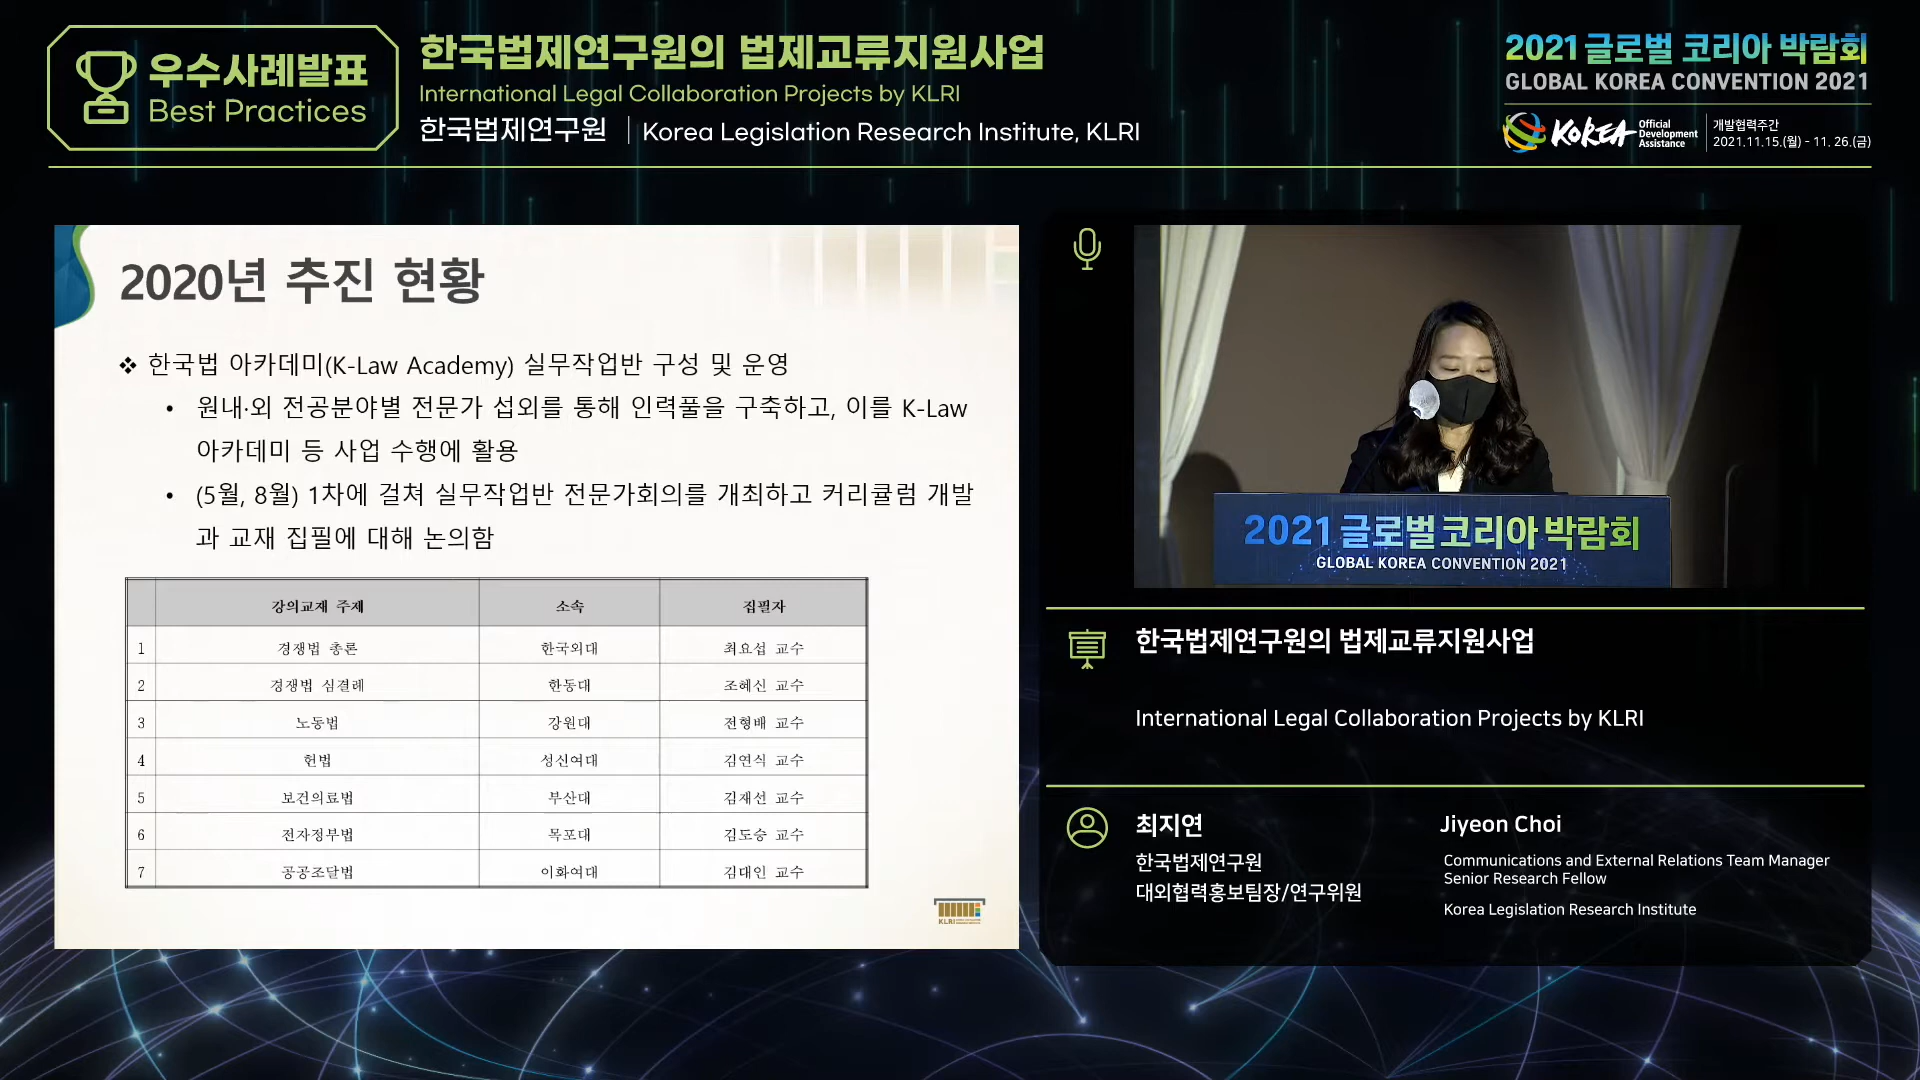 우수사례발표
Best Practices
한국법제연구원의 법제교류지원사업
International Legal Collaboration Projects by KLRI
한국법제연구원 | Korea Legislation Research Institute, KLRI
2021 글로벌 코리아 박람회
GLOBAL KOREA CONVENTION 2021
KOREA Official Development Assistance
개발협력주간
2021.11.15.(월) - 11. 26.(금)
2020년 추진 현황
❖ 한국법 아카데미(K-Law Academy) 실무작업반 구성 및 운영
• 원내·외 전공분야별 전문가 섭외를 통해 인력풀을 구축하고, 이를 K-Law
아카데미 등 사업 수행에 활용
• (5월, 8월) 1차에 걸쳐 실무작업반 전문가회의를 개최하고 커리큘럼 개발
과 교재 집필에 대해 논의함
강의교재 주제 소속 집필자
1 경쟁법 총론 한국외대 최요섭 교수
2 경쟁법 심결례 한동대 조혜신 교수
3 노동법 강원대 전형배 교수
4 헌법 성신여대 김연식 교수
5 보건의료법 부산대 김재선 교수
6 전자정부법 목포대 김도승 교수
7 공공조달법 이화여대 김대인 교수
KLRI
2021 글로벌 코리아 박람회
GLOBAL KOREA CONVENTION 2021
한국법제연구원의 법제교류지원사업
International Legal Collaboration Projects by KLRI
최지연
한국법제연구원
대외협력홍보팀장/연구위원
Jiyeon Choi
Communications and External Relations Team Manager
Senior Research Fellow
Korea Legislation Research Institute